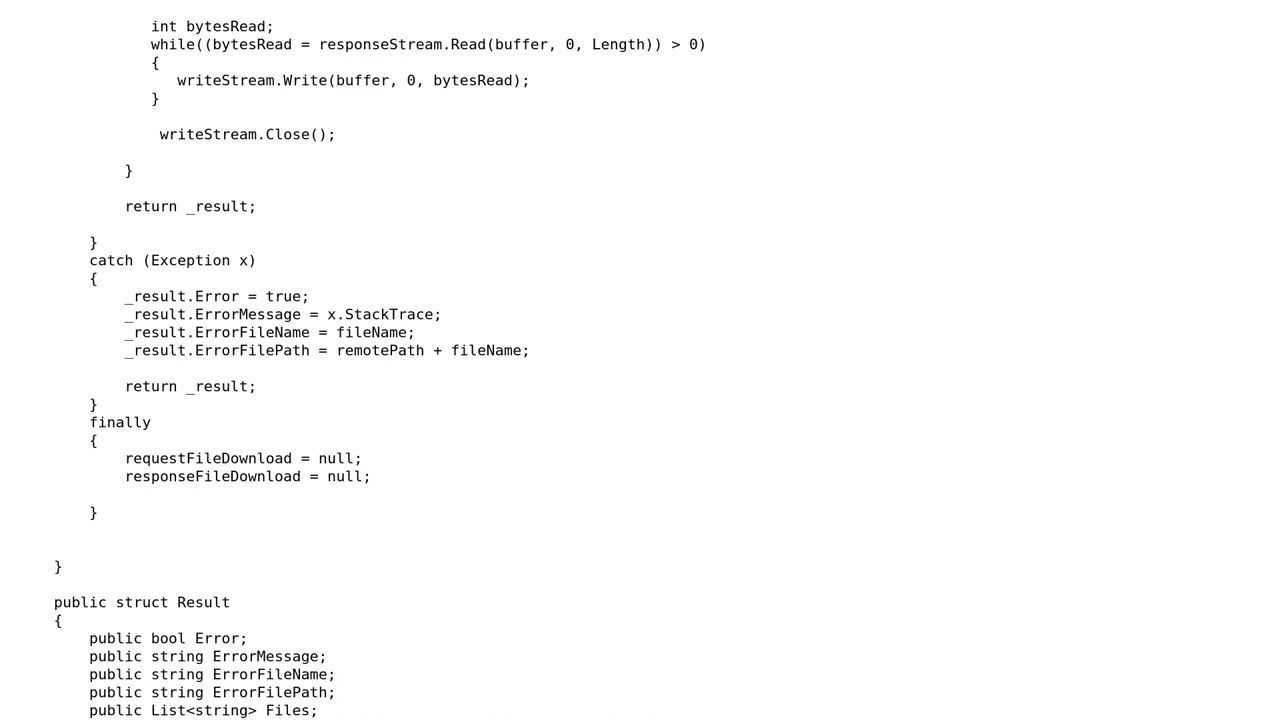 int bytesRead;
while((bytesRead = responseStream.Read(buffer, 0, Length)) > 0)
{
writeStream.Write(buffer, 0, bytesRead);
}
writeStream.Close();
}
return _result;
}
catch (Exception x)
{
_result.Error = true;
_result.ErrorMessage = x.StackTrace;
_result.ErrorFileName = fileName;
_result.ErrorFilePath = remotePath + fileName;
return _result;
}
finally
{
requestFileDownload = null;
responseFileDownload = null;
}
}
public struct Result
{
public bool Error;
public string ErrorMessage;
public string ErrorFileName;
public string ErrorFilePath;
public List<string> Files;